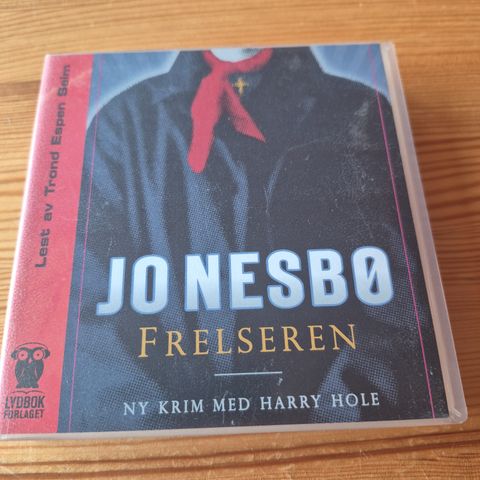 Lest av Trond Espen Seim
JO NESBØ
FRELSEREN
NY KRIM MED HARRY HOLE
LYDBOK
FORLAGET